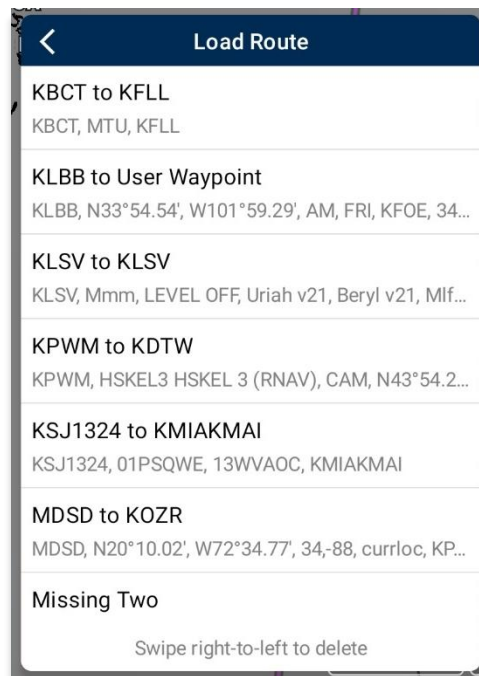 Load Route
KBCT to KFLL
KBCT, MTU, KFLL
KLBB to User Waypoint
KLBB, N33°54.54', W101°59.29', AM, FRI, KFOE, 34...
KLSV to KLSV
KLSV, Mmm, LEVEL OFF, Uriah v21, Beryl v21, Mlf...
KPWM to KDTW
KPWM, HSKEL3 HSKEL 3 (RNAV), CAM, N43°54.2...
KSJ1324 to KMIAKMAI
KSJ1324, 01PSQWE, 13WVAOC, KMIAKMAI
MDSD to KOZR
MDSD, N20°10.02', W72°34.77', 34,-88, currloc, KP...
Missing Two
Swipe right-to-left to delete